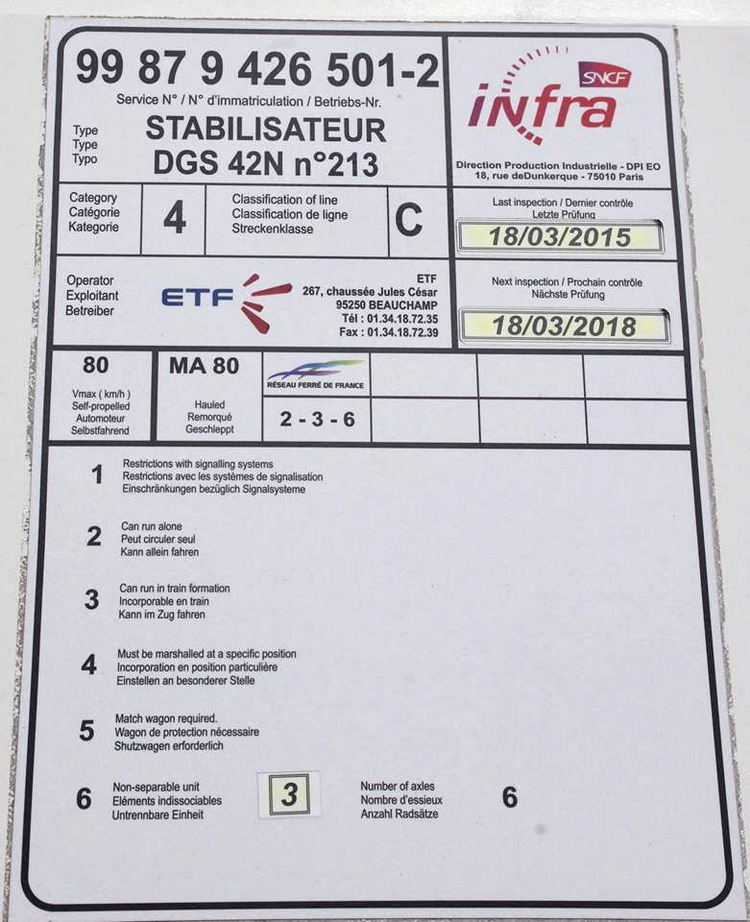 99 87 9 426 501-2
Service N° / N° d'immatriculation / Betriebs-Nr.
Type
Type
Typo
STABILISATEUR
DGS 42N n°213
SNCF
infra
Direction Production Industrielle - DPI EO
18, rue deDunkerque - 75010 Paris
Category
Catégorie
Kategorie
4
Classification of line
Classification de ligne
Streckenklasse
C
Last inspection / Dernier contrôle
Letzte Prüfung
18/03/2015
Operator
Exploitant
Betreiber
ETF
ETF
267, chaussée Jules César
95250 BEAUCHAMP
Tél : 01.34.18.72.35
Fax : 01.34.18.72.39
Next inspection / Prochain contrôle
Nächste Prüfung
18/03/2018
80
Vmax ( km/h )
Self-propelled
Automoteur
Selbstfahrend
MA 80
Hauled
Remorqué
Geschleppt
RÉSEAU FERRÉ DE FRANCE
2 - 3 - 6
1
Restrictions with signalling systems
Restrictions avec les systèmes de signalisation
Einschränkungen bezüglich Signalsysteme
2
Can run alone
Peut circuler seul
Kann allein fahren
3
Can run in train formation
Incorporable en train
Kann im Zug fahren
4
Must be marshalled at a specific position
Incorporation en position particulière
Einstellen an besonderer Stelle
5
Match wagon required.
Wagon de protection nécessaire
Shutzwagen erforderlich
6
Non-separable unit
Eléments indissociables
Untrennbare Einheit
3
Number of axles
Nombre d'essieux
Anzahl Radsätze
6